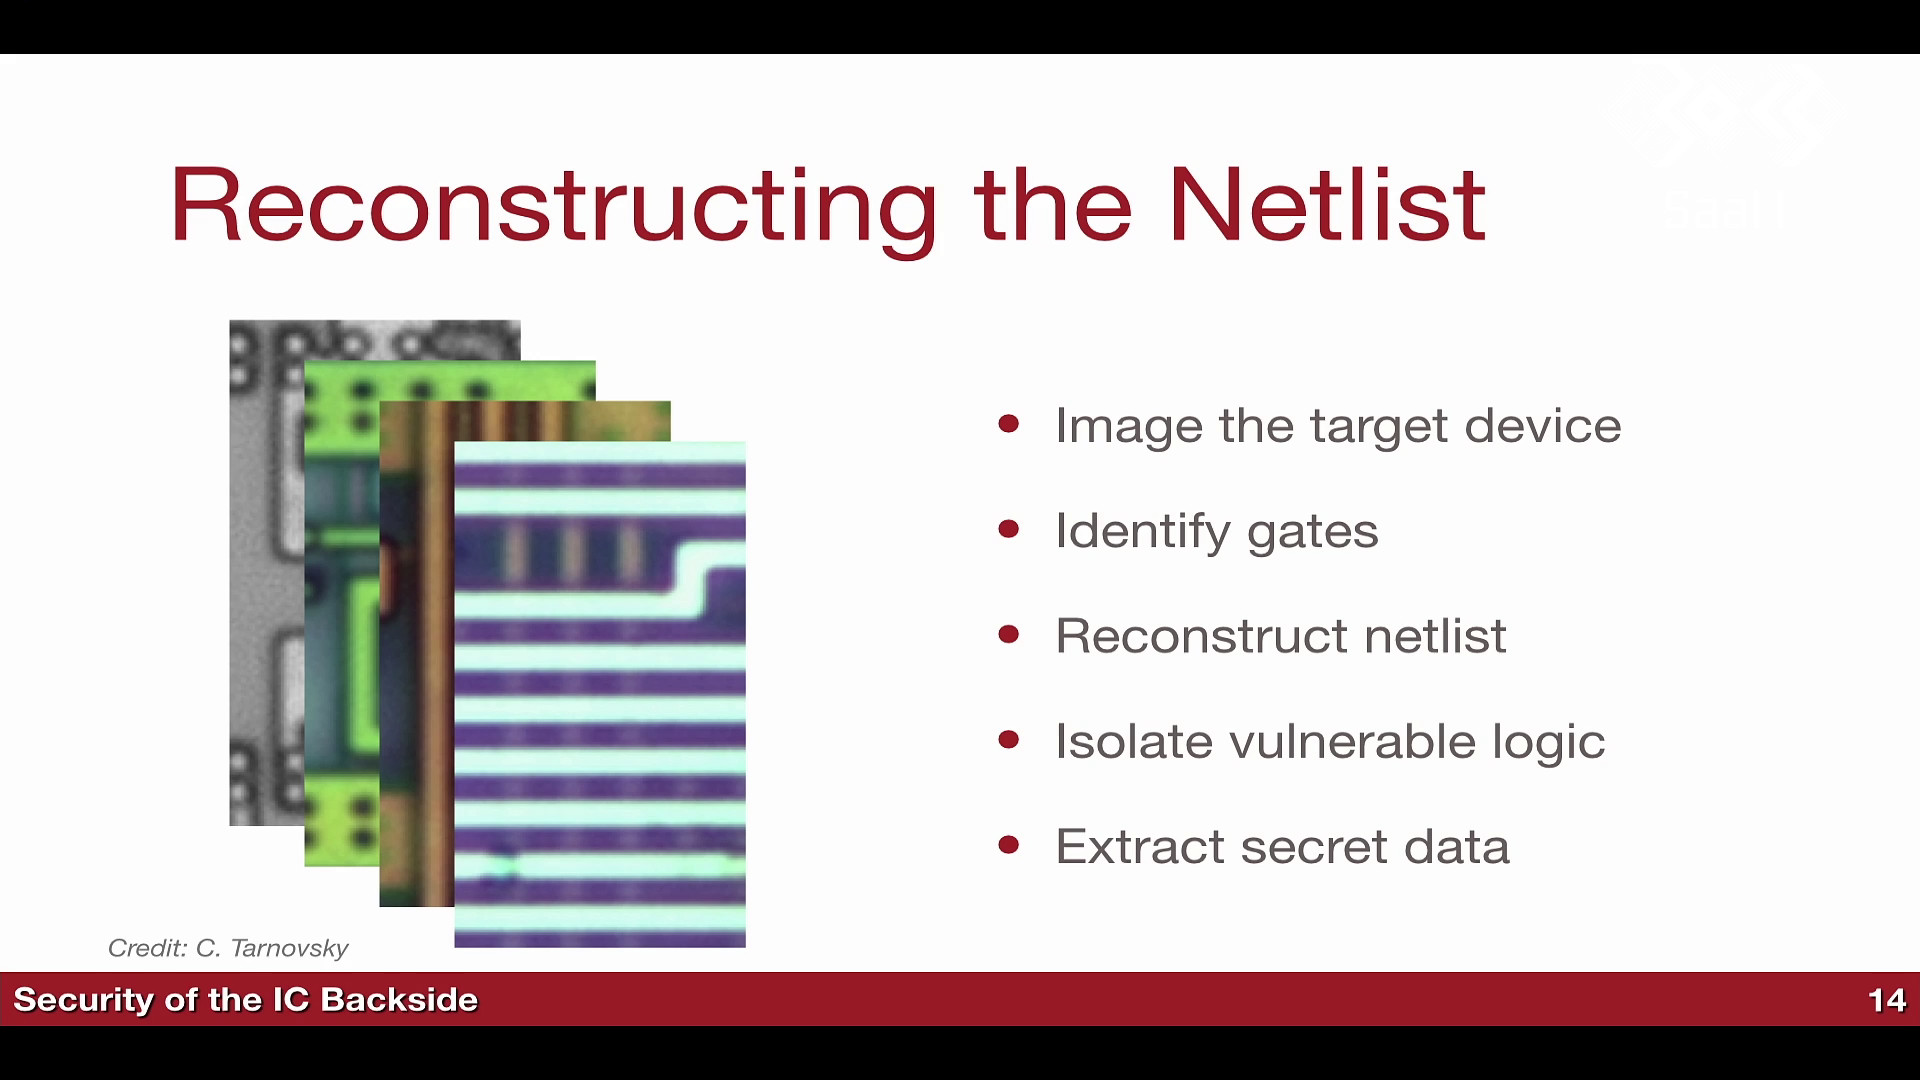 Reconstructing the Netlist
Image the target device
Identify gates
Reconstruct netlist
Isolate vulnerable logic
Extract secret data
Credit: C. Tarnovsky
Security of the IC Backside
14